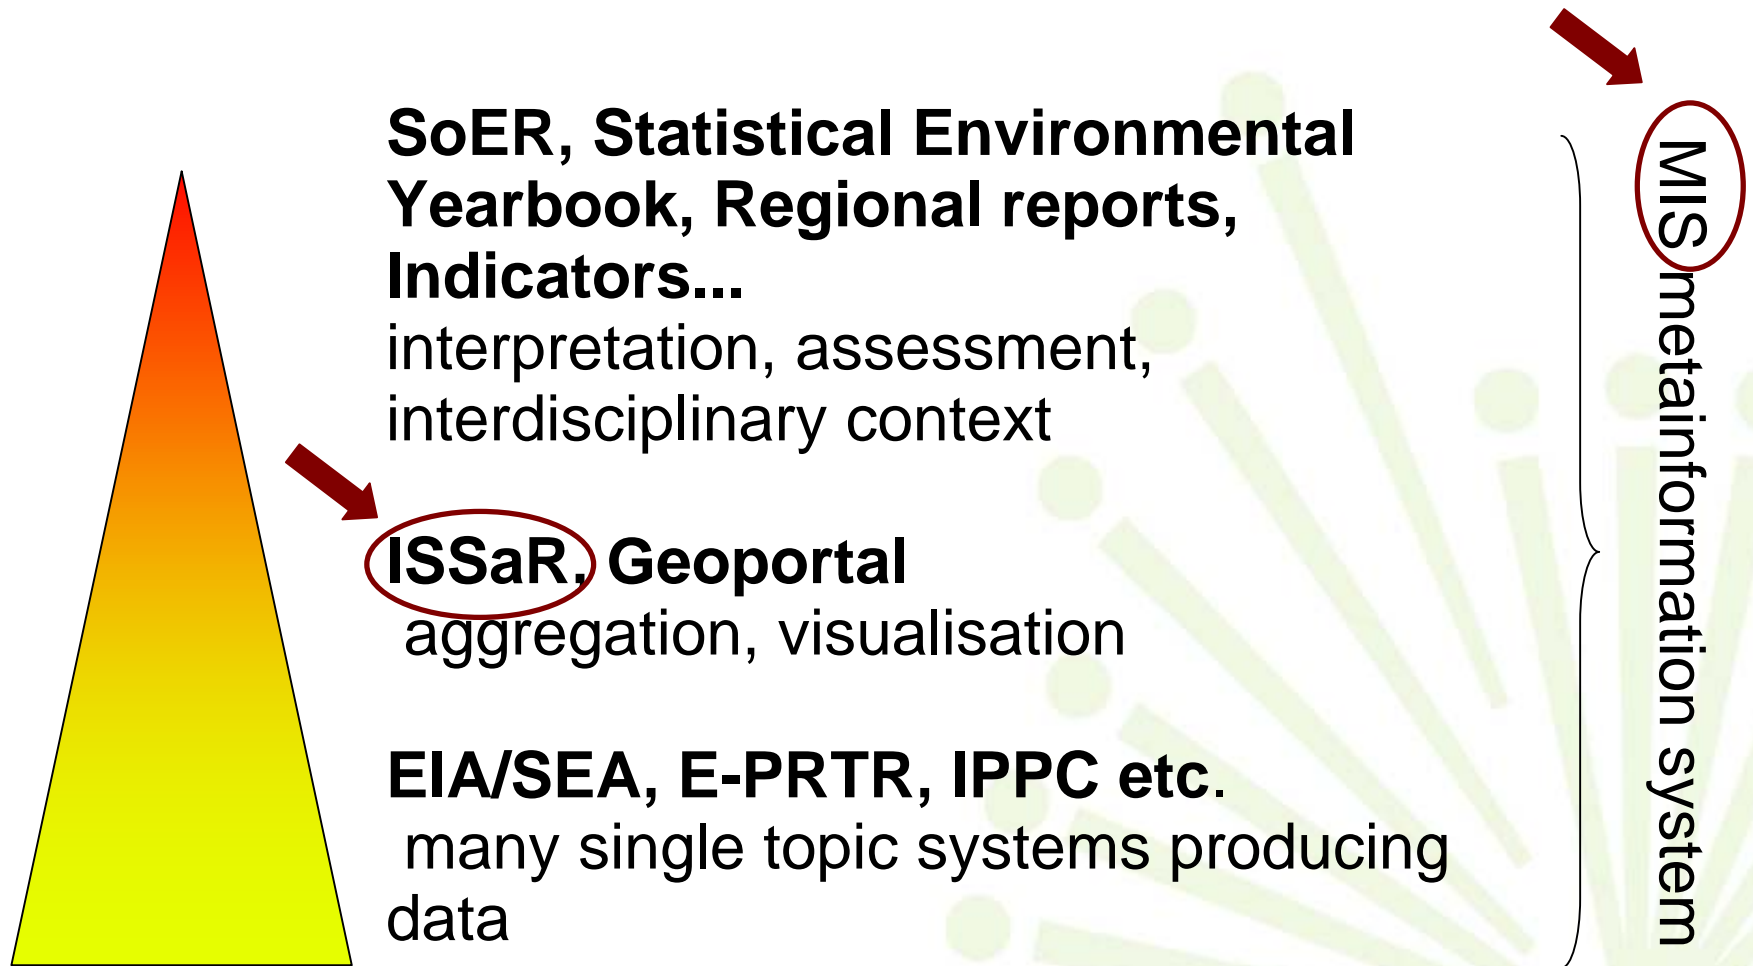 SoER, Statistical Environmental
Yearbook, Regional reports,
Indicators...
interpretation, assessment,
interdisciplinary context
ISSaR, Geoportal
aggregation, visualisation
EIA/SEA, E-PRTR, IPPC etc.
many single topic systems producing
data
MIS metainformation system